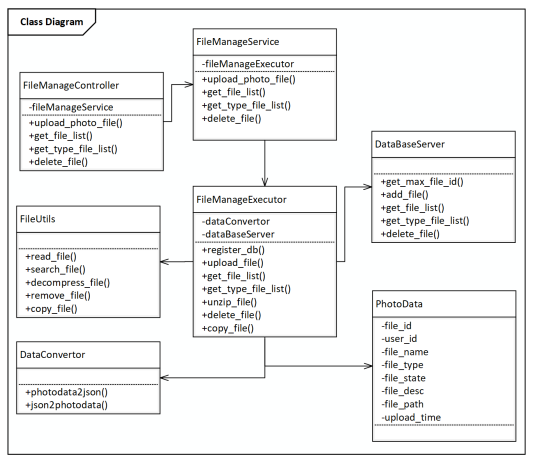 Class Diagram
FileManageService
-fileManageExecutor
+upload_photo_file()
+get_file_list()
+get_type_file_list()
+delete_file()
FileManageController
-fileManageService
+upload_photo_file()
+get_file_list()
+get_type_file_list()
+delete_file()
DataBaseServer
+get_max_file_id()
+add_file()
+get_file_list()
+get_type_file_list()
+delete_file()
FileManageExecutor
-dataConvertor
-dataBaseServer
+register_db()
+upload_file()
+get_file_list()
+get_type_file_list()
+unzip_file()
+delete_file()
+copy_file()
FileUtils
+read_file()
+search_file()
+decompress_file()
+remove_file()
+copy_file()
PhotoData
-file_id
-user_id
-file_name
-file_type
-file_state
-file_desc
-file_path
-upload_time
DataConvertor
+photodata2json()
+json2photodata()